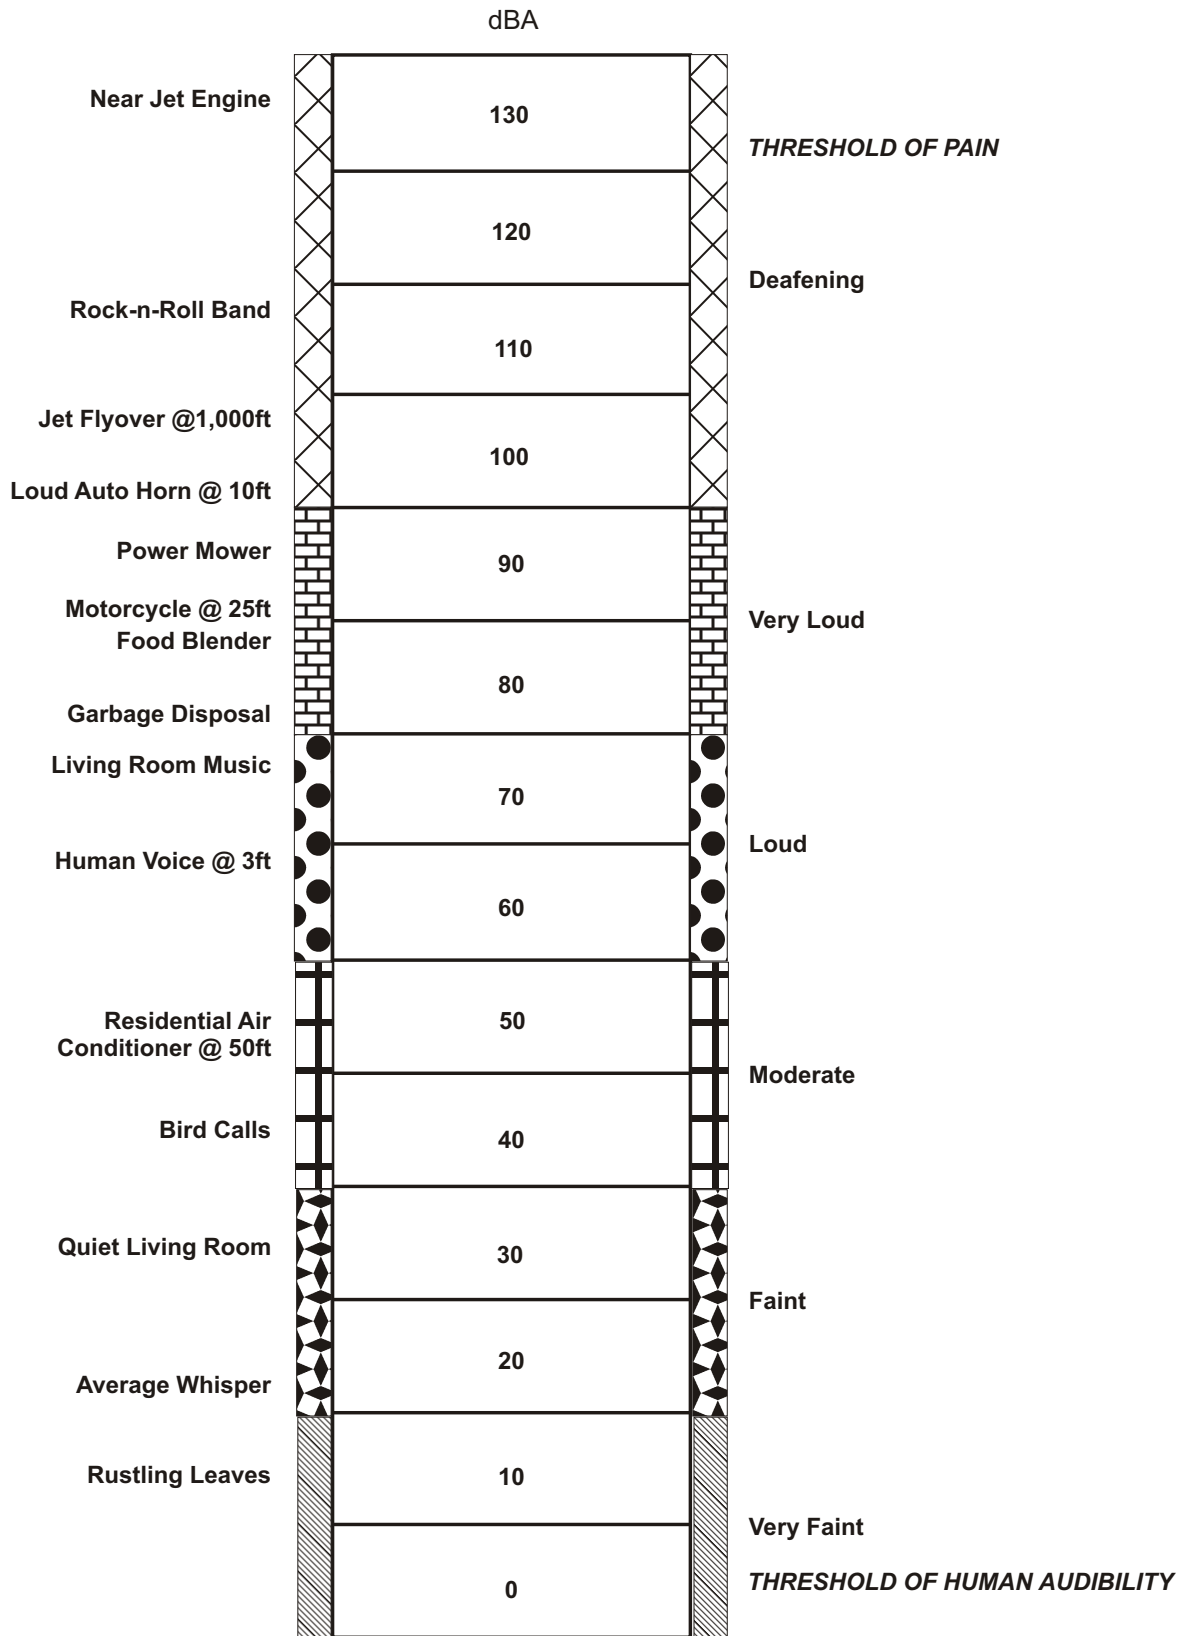 dBA
Near Jet Engine
130
THRESHOLD OF PAIN
120
Deafening
Rock-n-Roll Band
110
Jet Flyover @1,000ft
100
Loud Auto Horn @ 10ft
Power Mower
90
Motorcycle @ 25ft
Very Loud
Food Blender
80
Garbage Disposal
Living Room Music
70
Loud
Human Voice @ 3ft
60
Residential Air
50
Conditioner @ 50ft
Moderate
Bird Calls
40
Quiet Living Room
30
Faint
20
Average Whisper
Rustling Leaves
10
Very Faint
THRESHOLD OF HUMAN AUDIBILITY
0